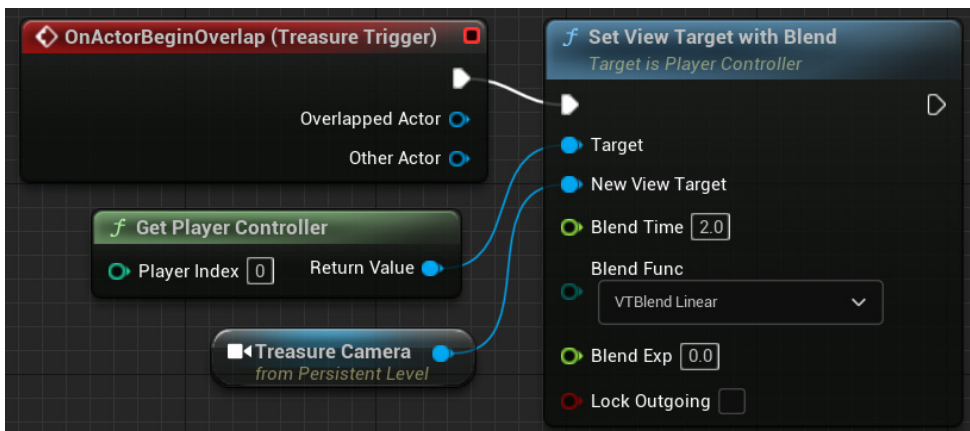 OnActorBeginOverlap (Treasure Trigger)
Overlapped Actor
Other Actor
Get Player Controller
Player Index 0
Return Value
Treasure Camera
from Persistent Level
Set View Target with Blend
Target is Player Controller
Target
New View Target
Blend Time 2.0
Blend Func
VTBlend Linear
Blend Exp 0.0
Lock Outgoing